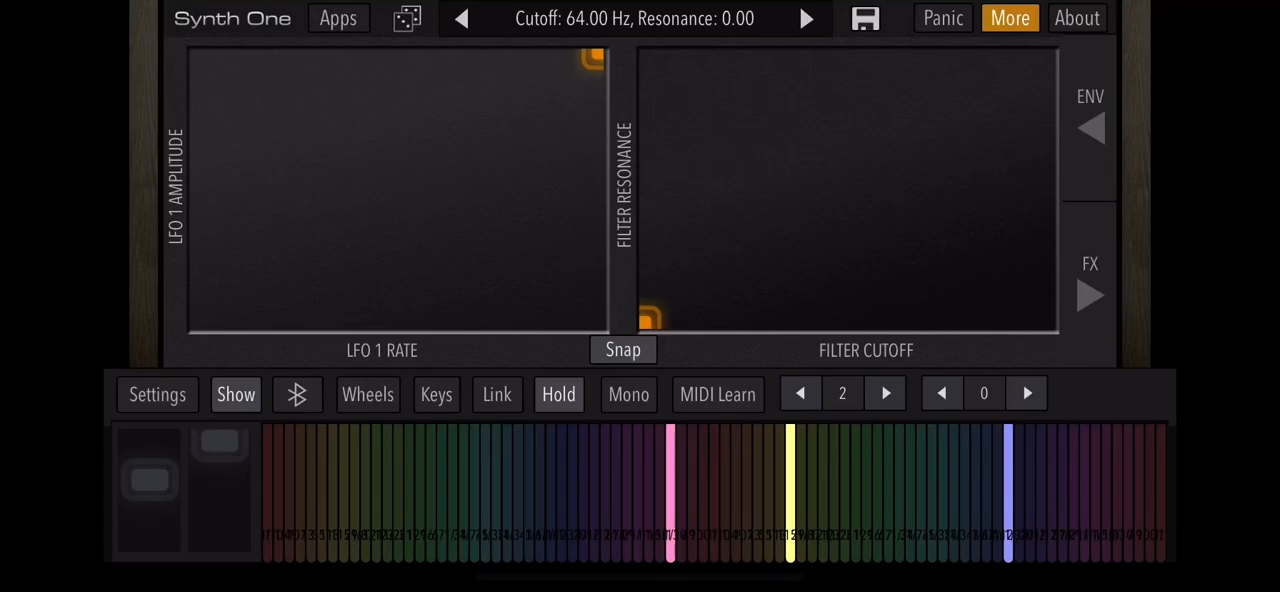 Synth One Apps Cutoff: 64.00 Hz, Resonance: 0.00 Panic More About
LFO 1 AMPLITUDE
FILTER RESONANCE
ENV
FX
LFO 1 RATE Snap FILTER CUTOFF
Settings Show Wheels Keys Link Hold Mono MIDI Learn 2 0